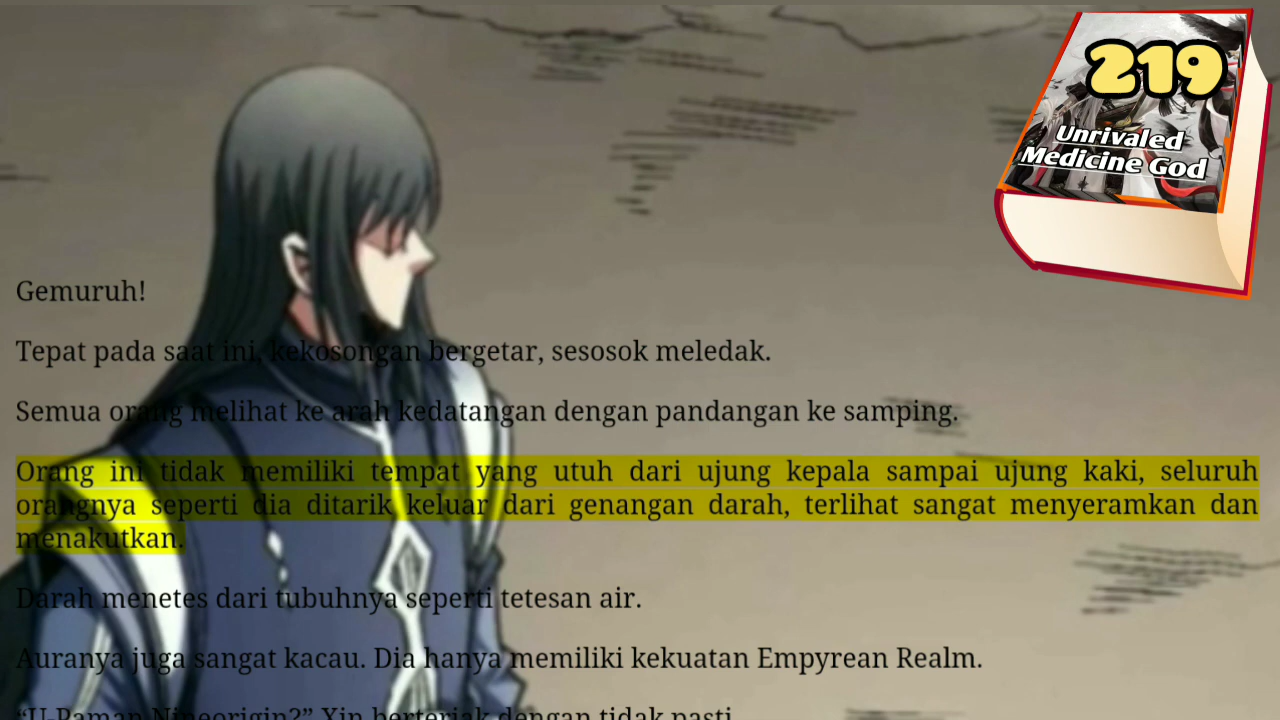 219
Unrivaled
Medicine God
Gemuruh!
Tepat pada saat ini, kekosongan bergetar, sesosok meledak.
Semua orang melihat ke arah kedatangan dengan pandangan ke samping.
Orang ini tidak memiliki tempat yang utuh dari ujung kepala sampai ujung kaki, seluruh
orangnya seperti dia ditarik keluar dari genangan darah, terlihat sangat menyeramkan dan
menakutkan.
Darah menetes dari tubuhnya seperti tetesan air.
Auranya juga sangat kacau. Dia hanya memiliki kekuatan Empyrean Realm.
“U-Paman Nineorigin?” Xin berteriak dengan tidak pasti.